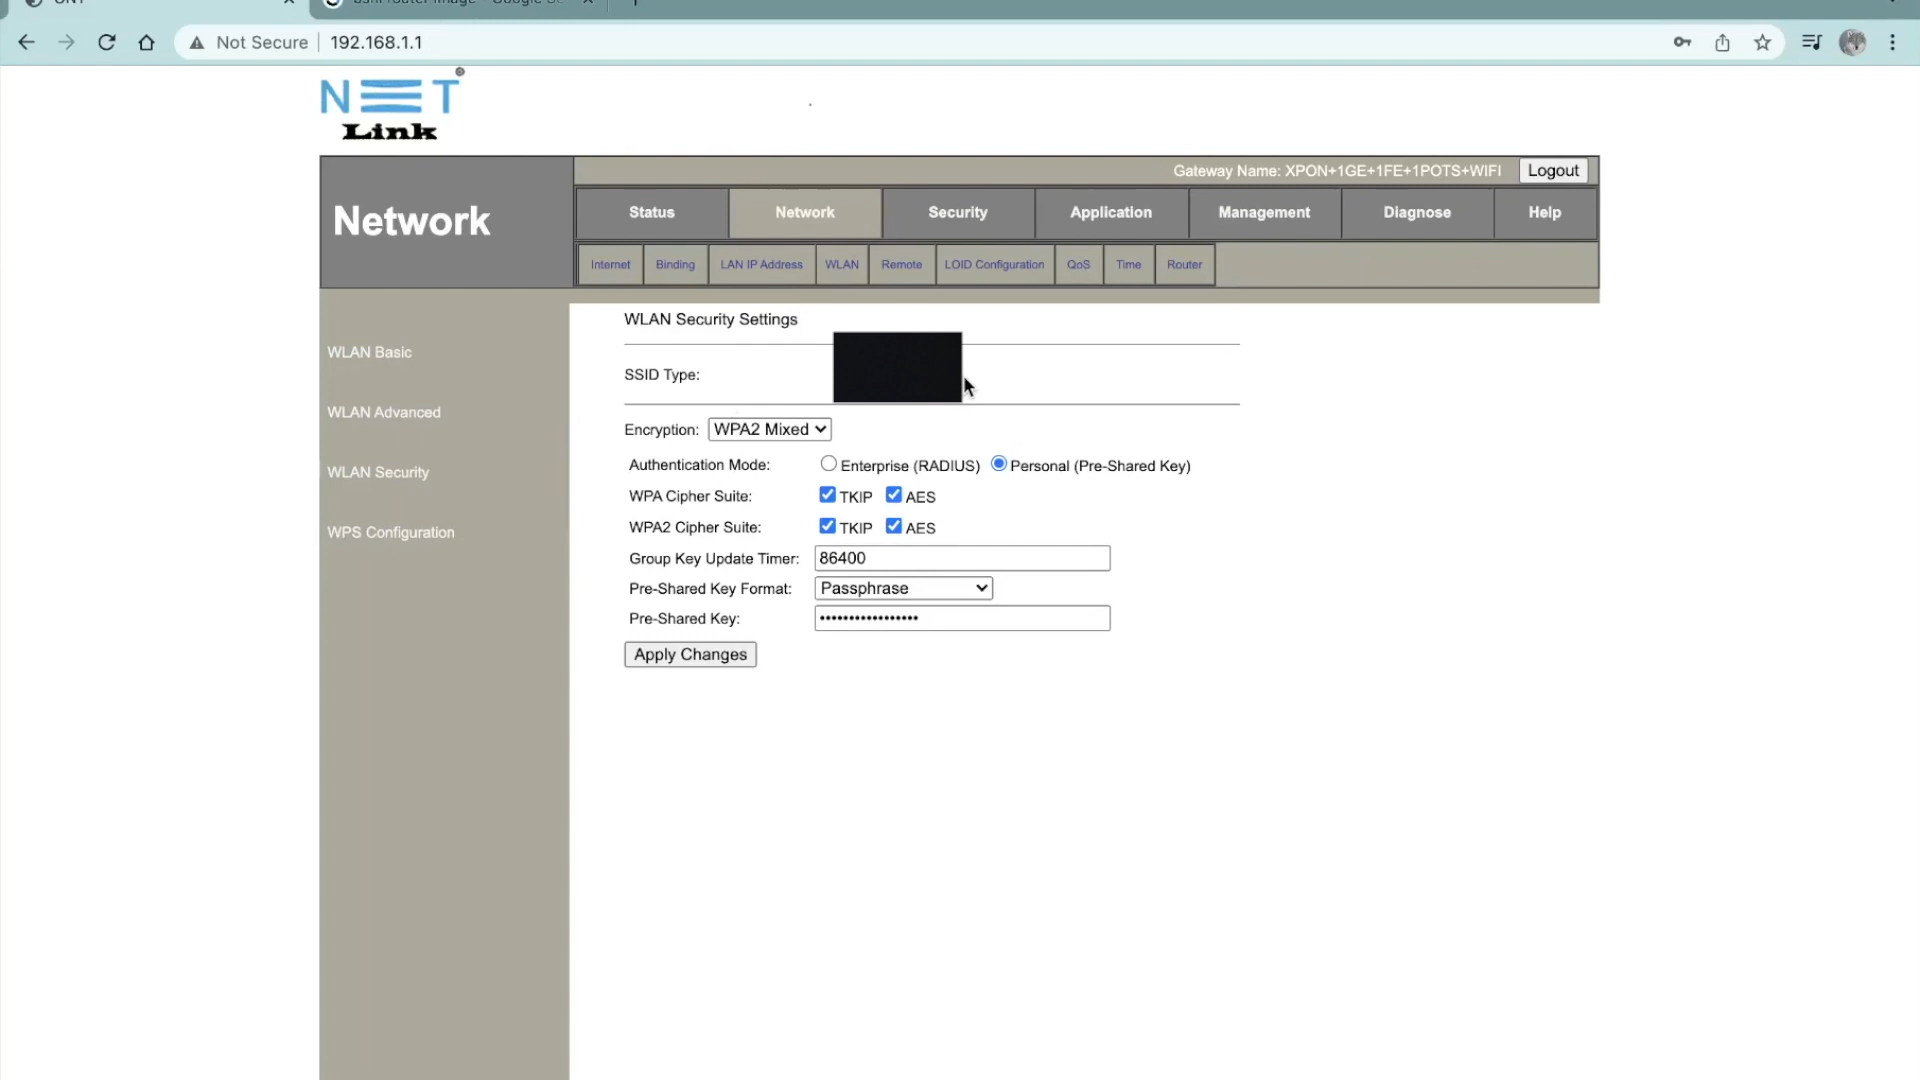 Not Secure 192.168.1.1
NET
Link
Gateway Name: XPON+1GE+1FE+1POTS+WIFI Logout
Network
Status Network Security Application Management Diagnose Help
Internet Binding LAN IP Address WLAN Remote LOID Configuration QoS Time Router
WLAN Basic
WLAN Advanced
WLAN Security
WPS Configuration
WLAN Security Settings
SSID Type:
Encryption: WPA2 Mixed
Authentication Mode: Enterprise (RADIUS) Personal (Pre-Shared Key)
WPA Cipher Suite: TKIP AES
WPA2 Cipher Suite: TKIP AES
Group Key Update Timer: 86400
Pre-Shared Key Format: Passphrase
Pre-Shared Key: •••••••••••••••••
Apply Changes